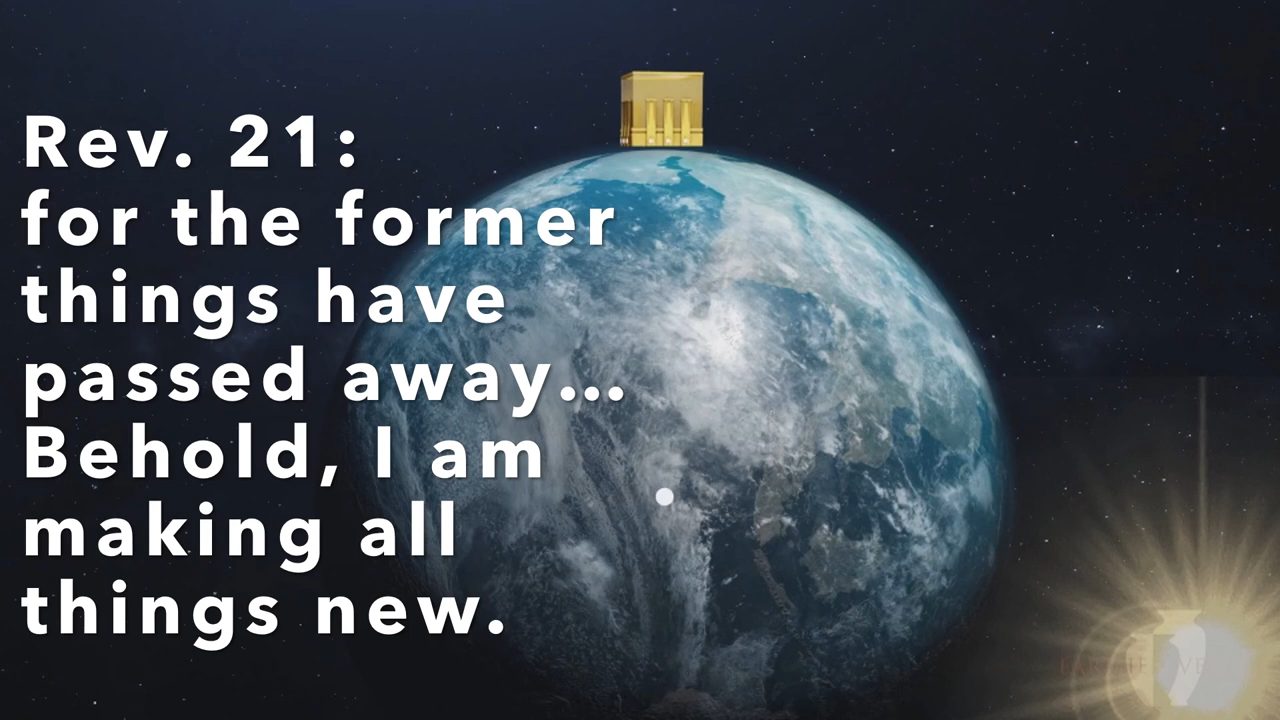 Rev. 21:
for the former
things have
passed away...
Behold, I am
making all
things new.